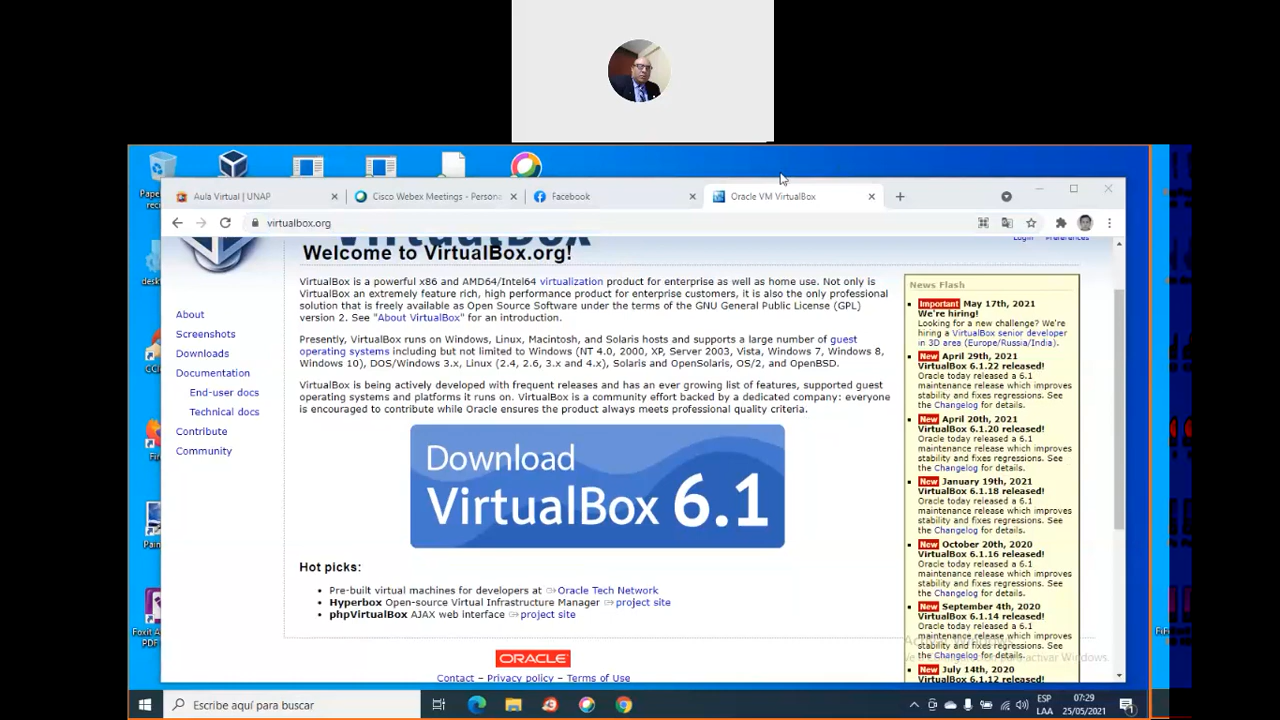 Aula Virtual | UNAP
Cisco Webex Meetings - Persona
Facebook
Oracle VM VirtualBox
virtualbox.org
VirtualBox
Login Preferences
Welcome to VirtualBox.org!
VirtualBox is a powerful x86 and AMD64/Intel64 virtualization product for enterprise as well as home use. Not only is
VirtualBox an extremely feature rich, high performance product for enterprise customers, it is also the only professional
solution that is freely available as Open Source Software under the terms of the GNU General Public License (GPL)
version 2. See "About VirtualBox" for an introduction.
Presently, VirtualBox runs on Windows, Linux, Macintosh, and Solaris hosts and supports a large number of guest
operating systems including but not limited to Windows (NT 4.0, 2000, XP, Server 2003, Vista, Windows 7, Windows 8,
Windows 10), DOS/Windows 3.x, Linux (2.4, 2.6, 3.x and 4.x), Solaris and OpenSolaris, OS/2, and OpenBSD.
VirtualBox is being actively developed with frequent releases and has an ever growing list of features, supported guest
operating systems and platforms it runs on. VirtualBox is a community effort backed by a dedicated company: everyone
is encouraged to contribute while Oracle ensures the product always meets professional quality criteria.
About
Screenshots
Downloads
Documentation
End-user docs
Technical docs
Contribute
Community
Download
VirtualBox 6.1
Hot picks:
Pre-built virtual machines for developers at Oracle Tech Network
Hyperbox Open-source Virtual Infrastructure Manager project site
phpVirtualBox AJAX web interface project site
ORACLE
Contact – Privacy policy – Terms of Use
News Flash
Important May 17th, 2021
We're hiring!
Looking for a new challenge? We're
hiring a VirtualBox senior developer
in 3D area (Europe/Russia/India).
New April 29th, 2021
VirtualBox 6.1.22 released!
Oracle today released a 6.1
maintenance release which improves
stability and fixes regressions. See
the Changelog for details.
New April 20th, 2021
VirtualBox 6.1.20 released!
Oracle today released a 6.1
maintenance release which improves
stability and fixes regressions. See
the Changelog for details.
New January 19th, 2021
VirtualBox 6.1.18 released!
Oracle today released a 6.1
maintenance release which improves
stability and fixes regressions. See
the Changelog for details.
New October 20th, 2020
VirtualBox 6.1.16 released!
Oracle today released a 6.1
maintenance release which improves
stability and fixes regressions. See
the Changelog for details.
New September 4th, 2020
VirtualBox 6.1.14 released!
Oracle today released a 6.1
maintenance release which improves
stability and fixes regressions. See
the Changelog for details.
New July 14th, 2020
VirtualBox 6.1.12 released!
activar Windows.
Pape
desk
CC
Fir
Pain
Foxit
PDF
Escribe aquí para buscar
ESP
LAA
07:29
25/05/2021